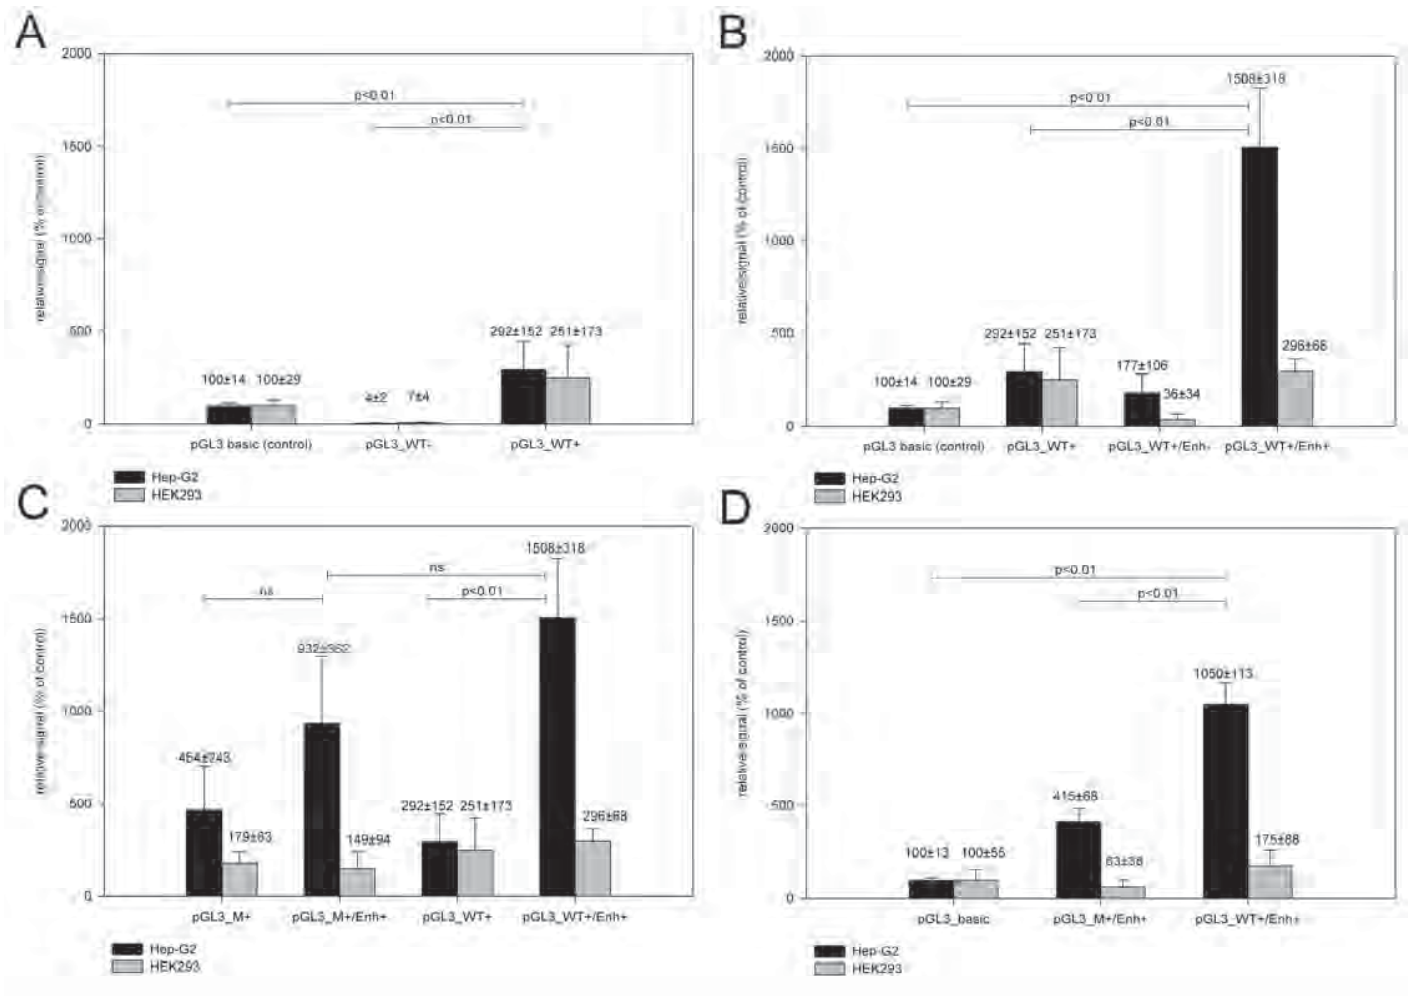 A
2000
1500
1000
500
0
relative signal (% of control)
p<0.01
p<0.01
100±14 100±29
4±2 7±4
292±152 251±173
pGL3 basic (control) pGL3_WT- pGL3_WT+
Hep-G2
HEK293
B
2000
1500
1000
500
0
relative signal (% of control)
1508±318
p<0.01
p<0.01
100±14 100±29
292±152 251±173
177±106
36±34
296±68
pGL3 basic (control) pGL3_WT+ pGL3_WT+/Enh- pGL3_WT+/Enh+
Hep-G2
HEK293
C
2000
1500
1000
500
0
relative signal (% of control)
1508±318
ns
ns p<0.01
932±362
454±243
179±63
149±94
292±152 251±173
296±68
pGL3_M+ pGL3_M+/Enh+ pGL3_WT+ pGL3_WT+/Enh+
Hep-G2
HEK293
D
2000
1500
1000
500
0
relative signal (% of control)
p<0.01
p<0.01
1050±113
415±68
100±13 100±55
63±38
175±88
pGL3_basic pGL3_M+/Enh+ pGL3_WT+/Enh+
Hep-G2
HEK293